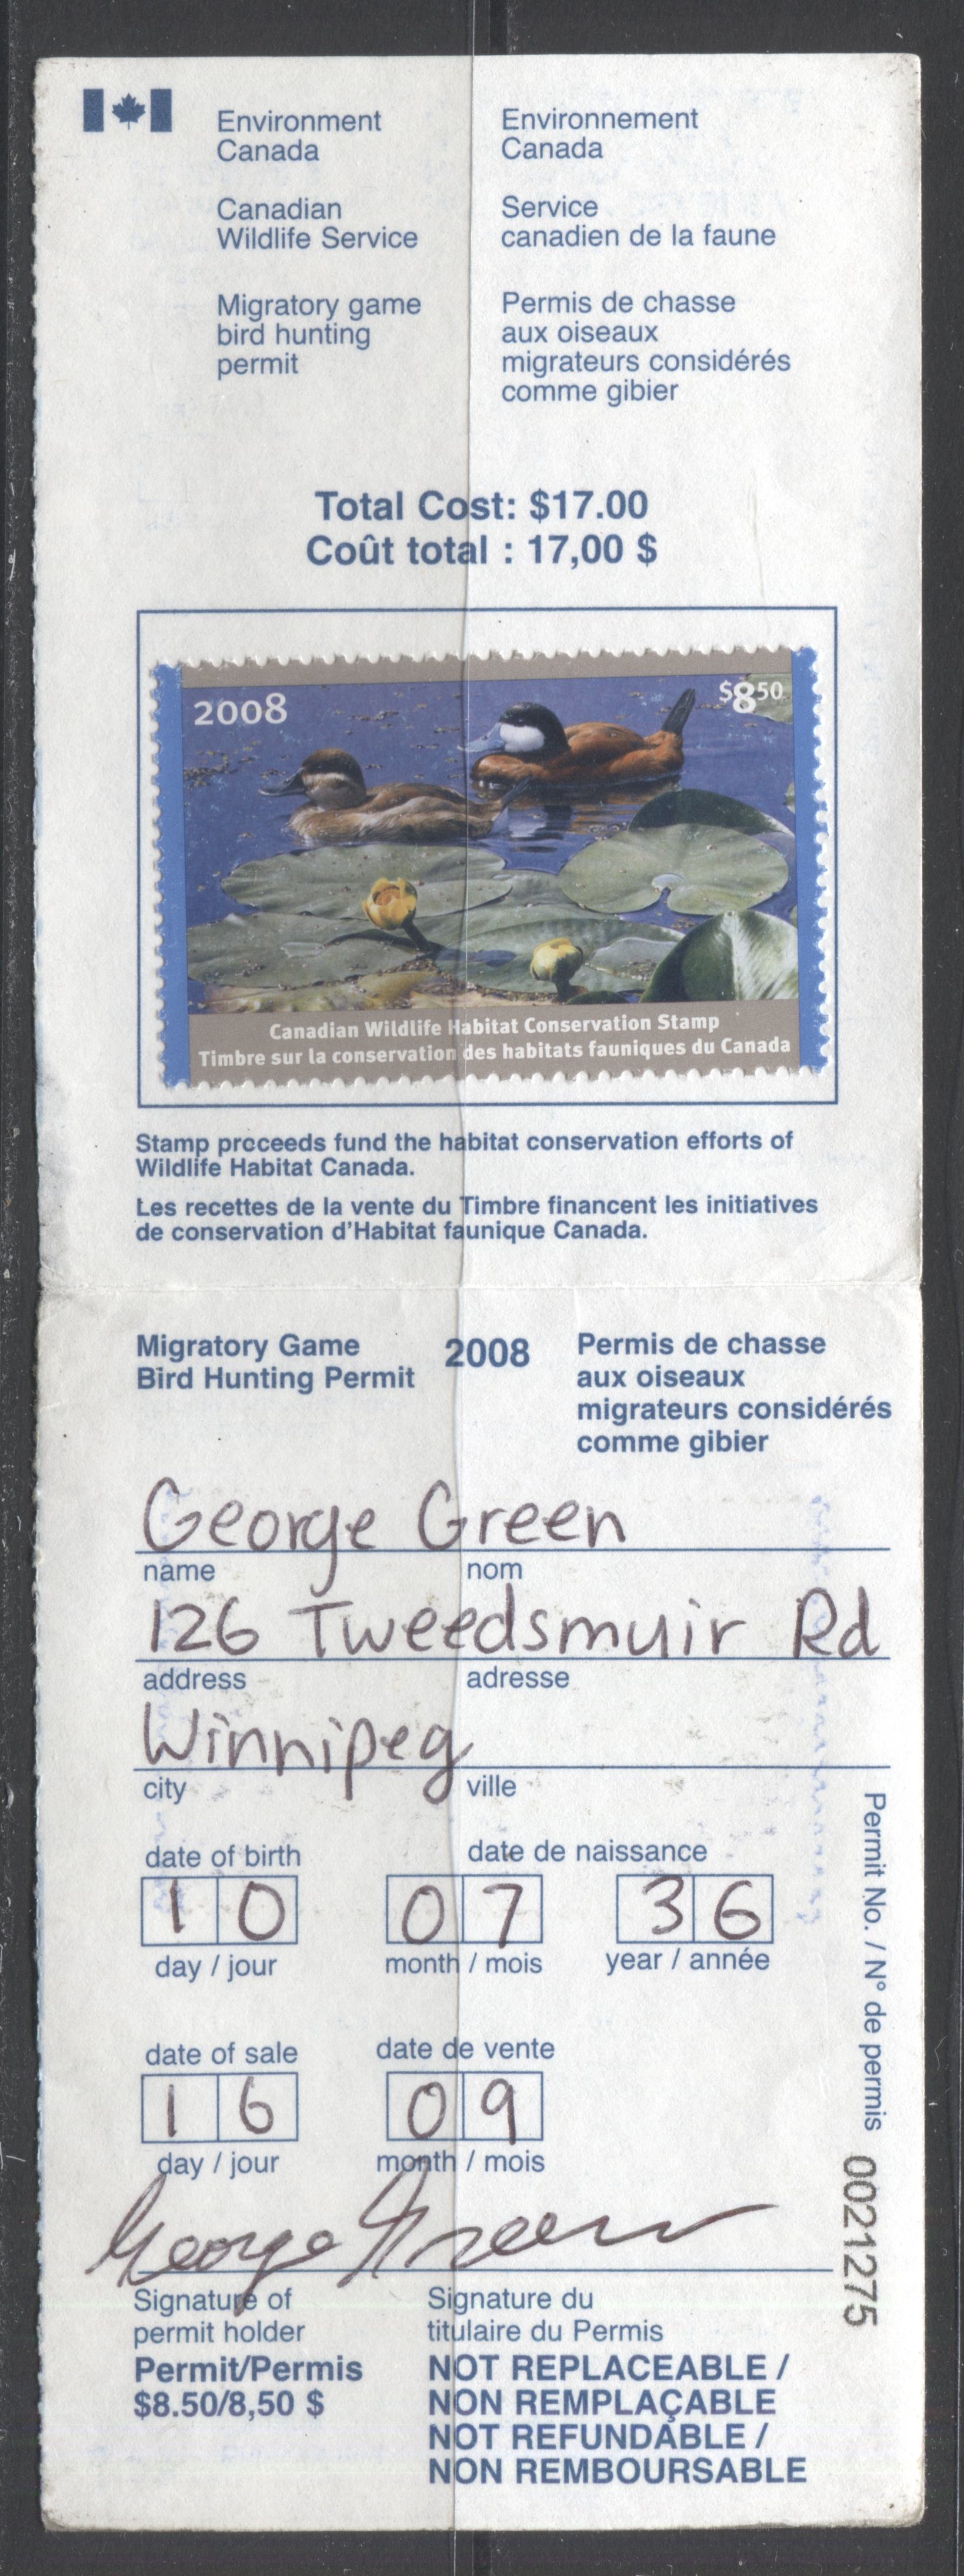 Environment
Canada
Environnement
Canada
Canadian
Wildlife Service
Service
canadien de la faune
Migratory game
bird hunting
permit
Permis de chasse
aux oiseaux
migrateurs considérés
comme gibier
Total Cost: $17.00
Coût total : 17,00 $
2008
$8.50
Canadian Wildlife Habitat Conservation Stamp
Timbre sur la conservation des habitats fauniques du Canada
Stamp proceeds fund the habitat conservation efforts of
Wildlife Habitat Canada.
Les recettes de la vente du Timbre financent les initiatives
de conservation d'Habitat faunique Canada.
Migratory Game
Bird Hunting Permit
2008
Permis de chasse
aux oiseaux
migrateurs considérés
comme gibier
George Green
name nom
126 Tweedsmuir Rd
address adresse
Winnipeg
city ville
date of birth date de naissance
10 07 36
day / jour month / mois year / année
date of sale date de vente
16 09
day / jour month / mois
George Green
Signature of
permit holder
Signature du
titulaire du Permis
Permit/Permis
$8.50/8,50 $
NOT REPLACEABLE /
NON REMPLAÇABLE
NOT REFUNDABLE /
NON REMBOURSABLE
Permit No. / N° de permis 0021275